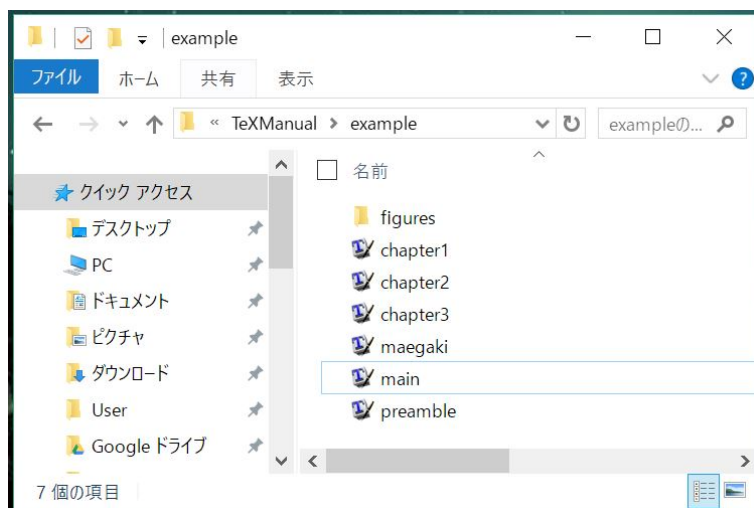 example
ファイル ホーム 共有 表示
« TeXManual > example
exampleの...
名前
クイック アクセス
デスクトップ
PC
ドキュメント
ピクチャ
ダウンロード
User
Google ドライブ
figures
chapter1
chapter2
chapter3
maegaki
main
preamble
7 個の項目